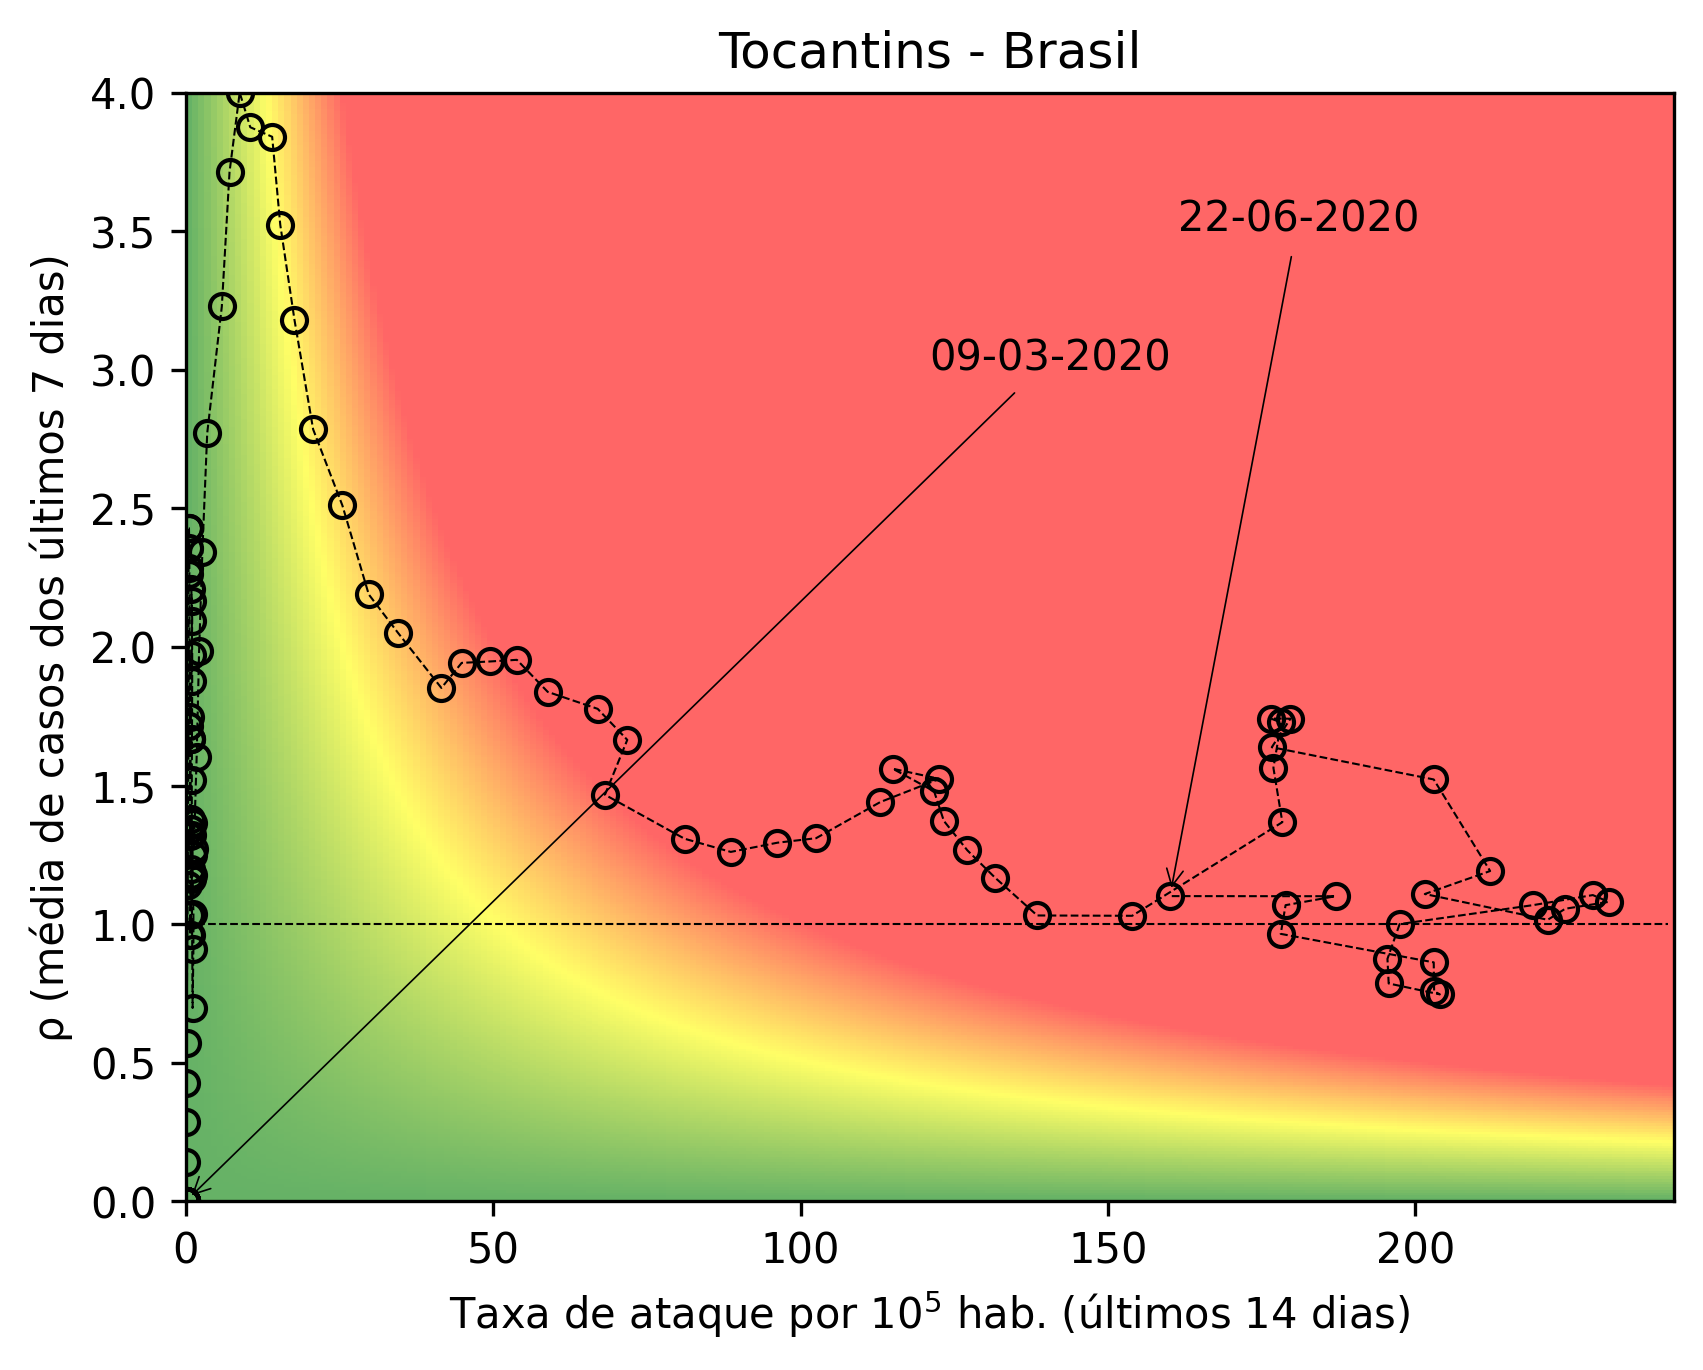 Tocantins - Brasil
4.0
3.5
3.0
2.5
2.0
1.5
1.0
0.5
0.0
ρ (média de casos dos últimos 7 dias)
22-06-2020
09-03-2020
0 50 100 150 200
Taxa de ataque por 10⁵ hab. (últimos 14 dias)